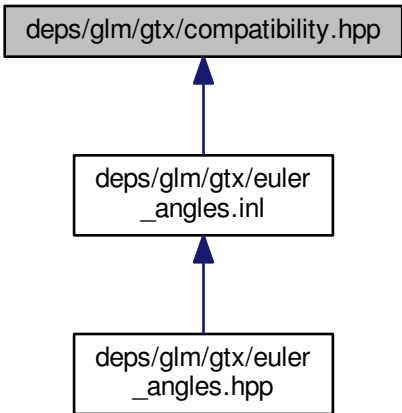 deps/glm/gtx/compatibility.hpp
deps/glm/gtx/euler
_angles.inl
deps/glm/gtx/euler
_angles.hpp